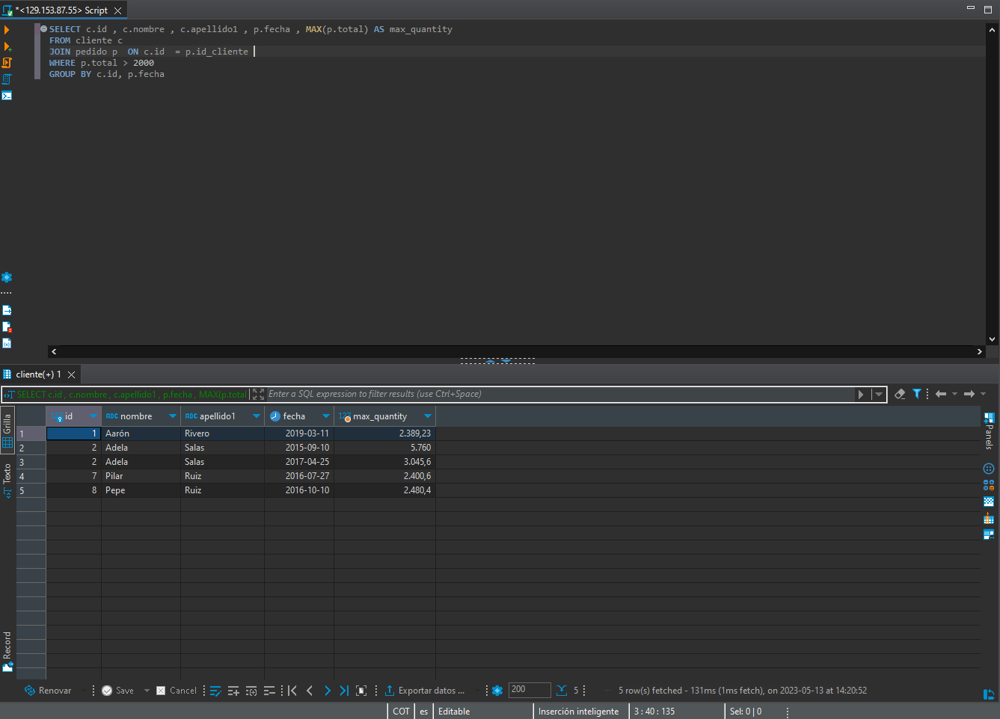 *<129.153.87.55> Script
SELECT c.id , c.nombre , c.apellido1 , p.fecha , MAX(p.total) AS max_quantity
FROM cliente c
JOIN pedido p  ON c.id  = p.id_cliente
WHERE p.total > 2000
GROUP BY c.id, p.fecha
cliente(+) 1
SELECT c.id , c.nombre , c.apellido1 , p.fecha , MAX(p.total Enter a SQL expression to filter results (use Ctrl+Space)
Grilla
Texto
Record
Panels
123 id ABC nombre ABC apellido1 fecha 123 max_quantity
1 1 Aarón Rivero 2019-03-11 2.389,23
2 2 Adela Salas 2015-09-10 5.760
3 2 Adela Salas 2017-04-25 3.045,6
4 7 Pilar Ruiz 2016-07-27 2.400,6
5 8 Pepe Ruiz 2016-10-10 2.480,4
Renovar Save Cancel Exportar datos ... 200 5 5 row(s) fetched - 131ms (1ms fetch), on 2023-05-13 at 14:20:52
COT es Editable Inserción inteligente 3 : 40 : 135 Sel: 0 | 0